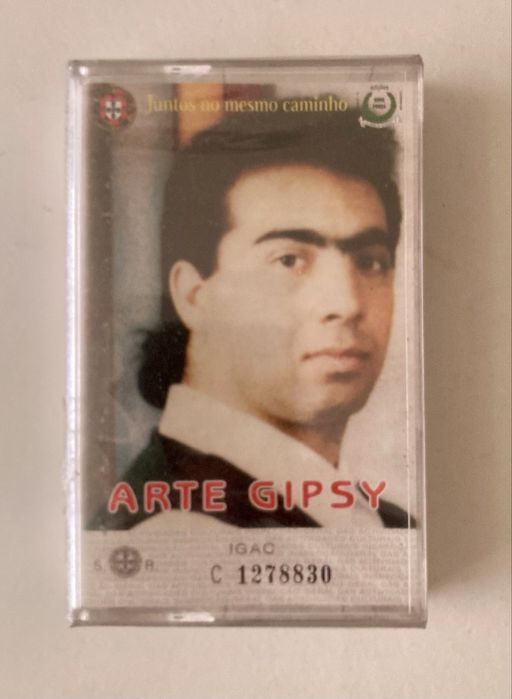 Juntos no mesmo caminho
ARTE GIPSY
IGAC
S. R.
C 1278830